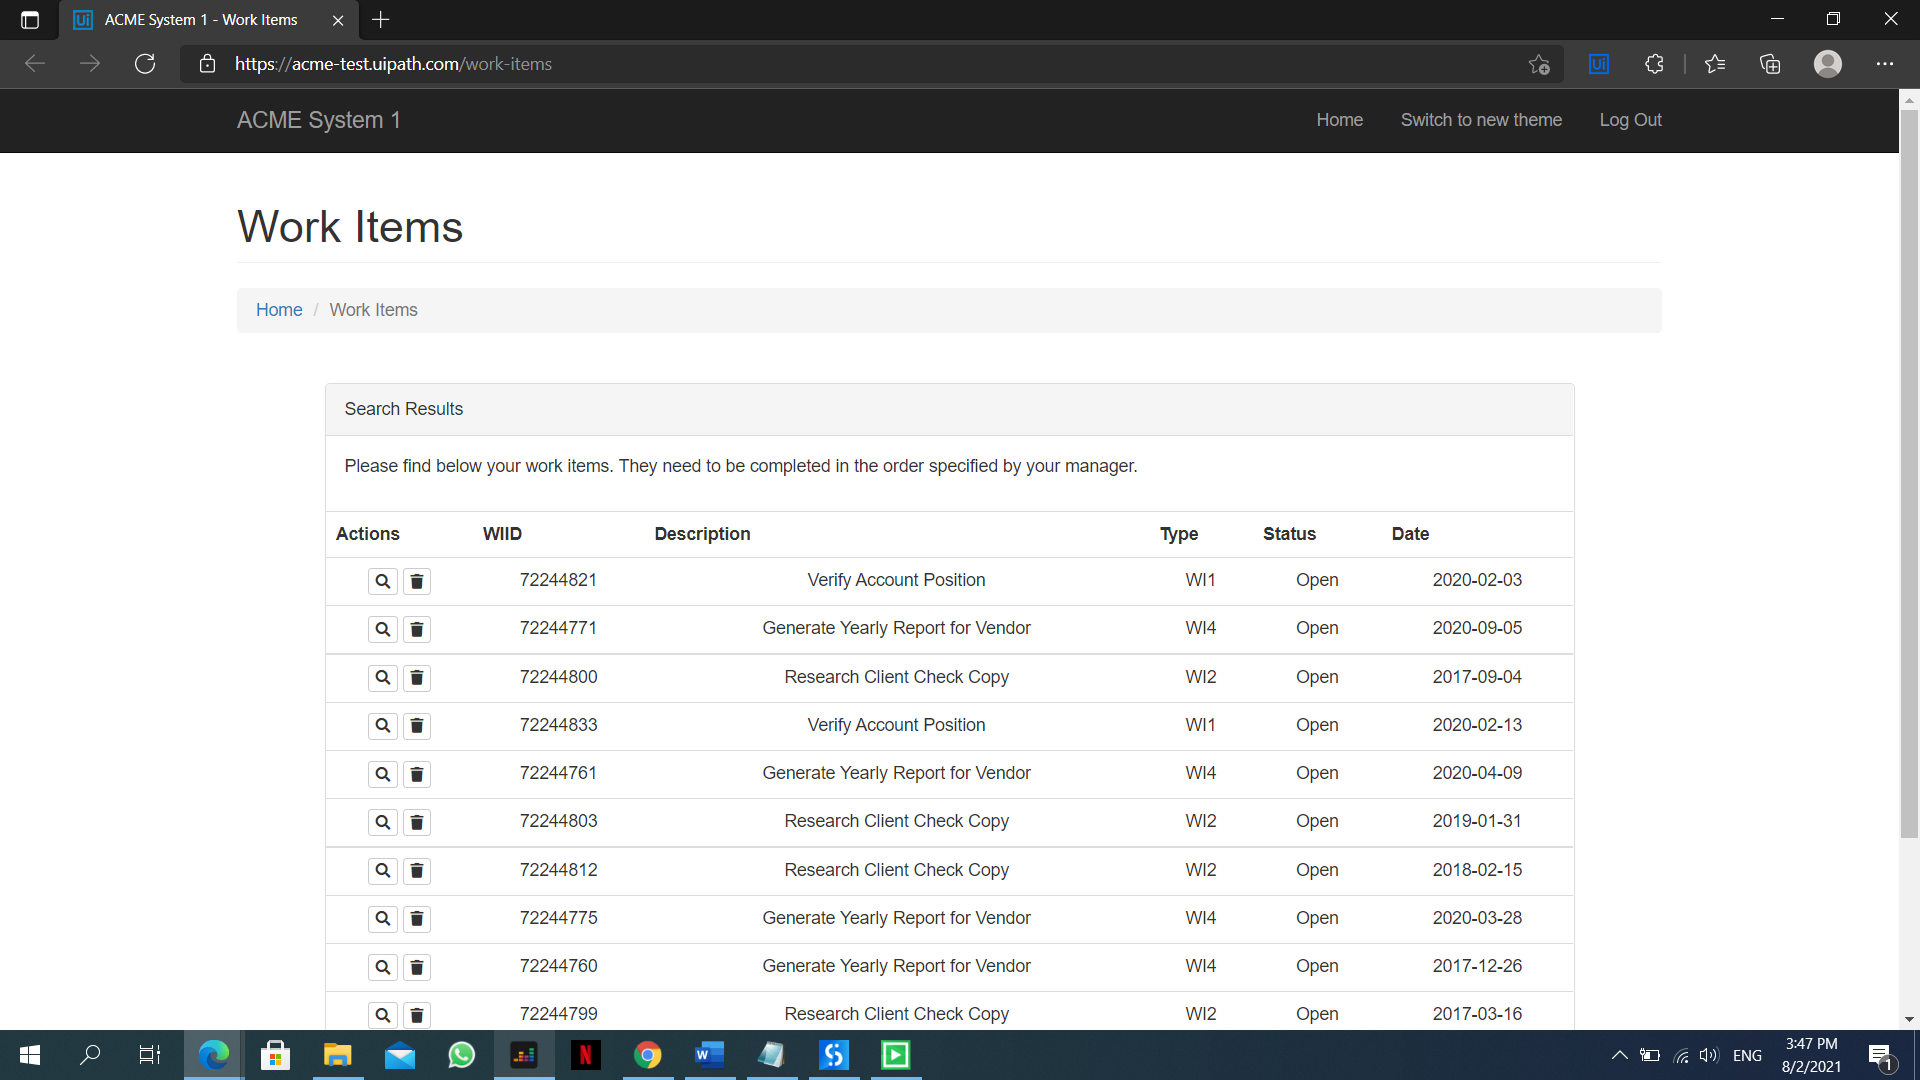 Ui ACME System 1 - Work Items
https://acme-test.uipath.com/work-items
Ui
ACME System 1 Home Switch to new theme Log Out
Work Items
Home / Work Items
Search Results
Please find below your work items. They need to be completed in the order specified by your manager.
Actions WIID Description Type Status Date
72244821 Verify Account Position WI1 Open 2020-02-03
72244771 Generate Yearly Report for Vendor WI4 Open 2020-09-05
72244800 Research Client Check Copy WI2 Open 2017-09-04
72244833 Verify Account Position WI1 Open 2020-02-13
72244761 Generate Yearly Report for Vendor WI4 Open 2020-04-09
72244803 Research Client Check Copy WI2 Open 2019-01-31
72244812 Research Client Check Copy WI2 Open 2018-02-15
72244775 Generate Yearly Report for Vendor WI4 Open 2020-03-28
72244760 Generate Yearly Report for Vendor WI4 Open 2017-12-26
72244799 Research Client Check Copy WI2 Open 2017-03-16
N
W
ENG
3:47 PM
8/2/2021
1